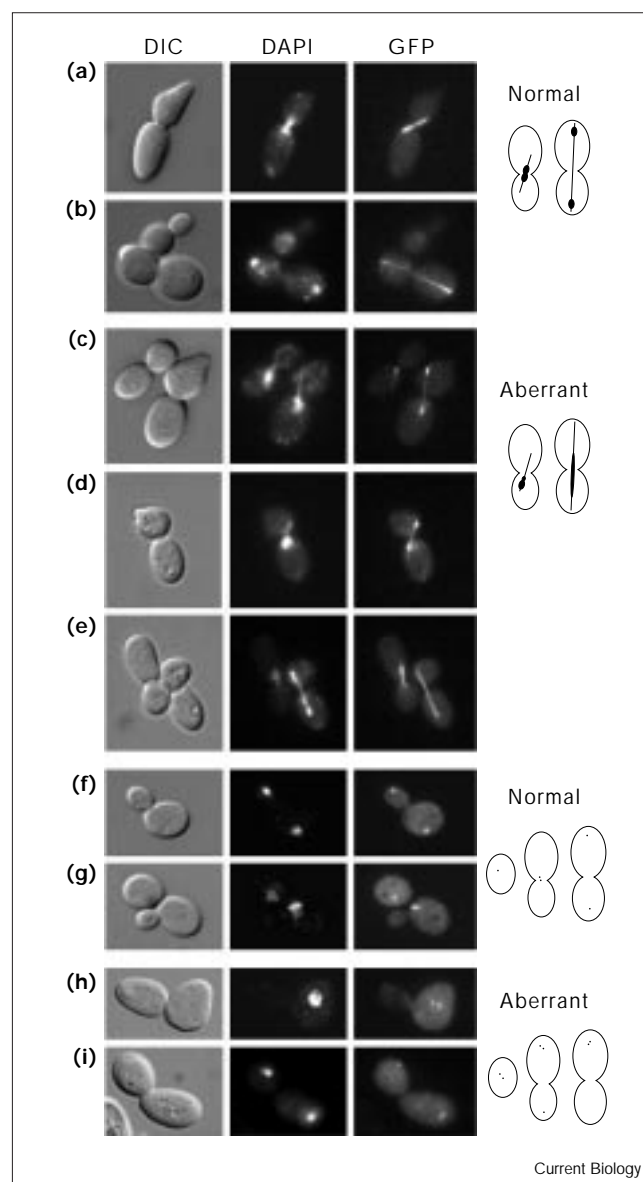 DIC DAPI GFP
(a)
Normal
(b)
(c)
Aberrant
(d)
(e)
(f)
Normal
(g)
(h)
Aberrant
(i)
Current Biology